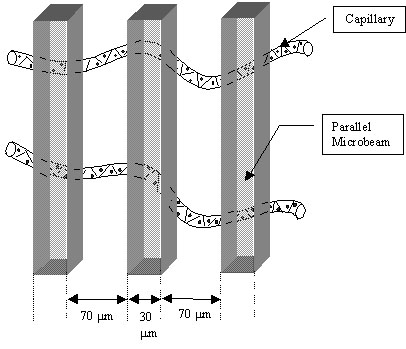 Capillary
Parallel
Microbeam
70 µm
30
µm
70 µm